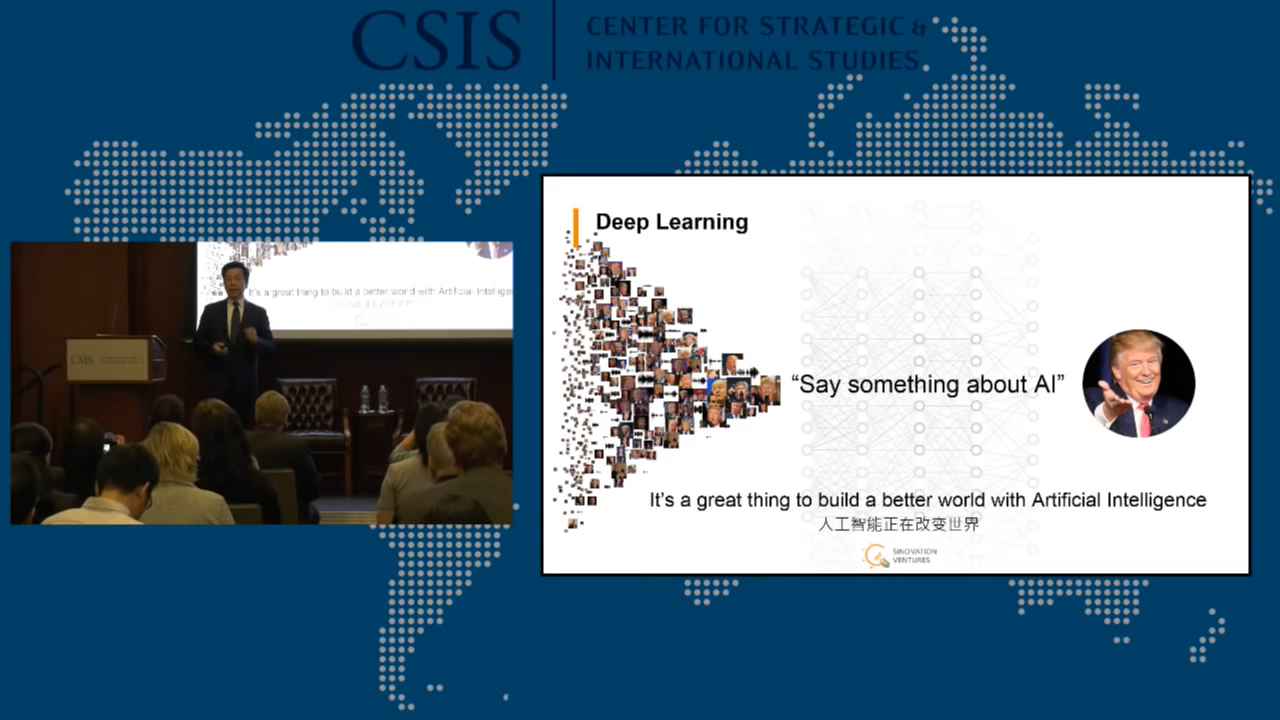 CSIS
CENTER FOR STRATEGIC &
INTERNATIONAL STUDIES
Deep Learning
“Say something about AI”
It’s a great thing to build a better world with Artificial Intelligence
人工智能正在改变世界
SINOVATION
VENTURES
It's a great thing to build a better world with Artificial Intellige
CSIS